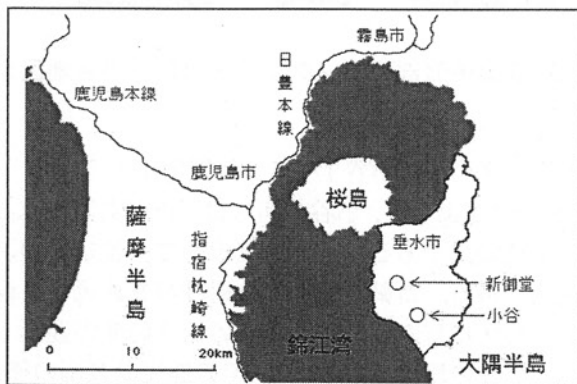 霧島市
日豊本線
鹿児島本線
鹿児島市
桜島
薩摩半島
指宿枕崎線
垂水市
新御堂
小谷
錦江湾
大隅半島
0 10 20km